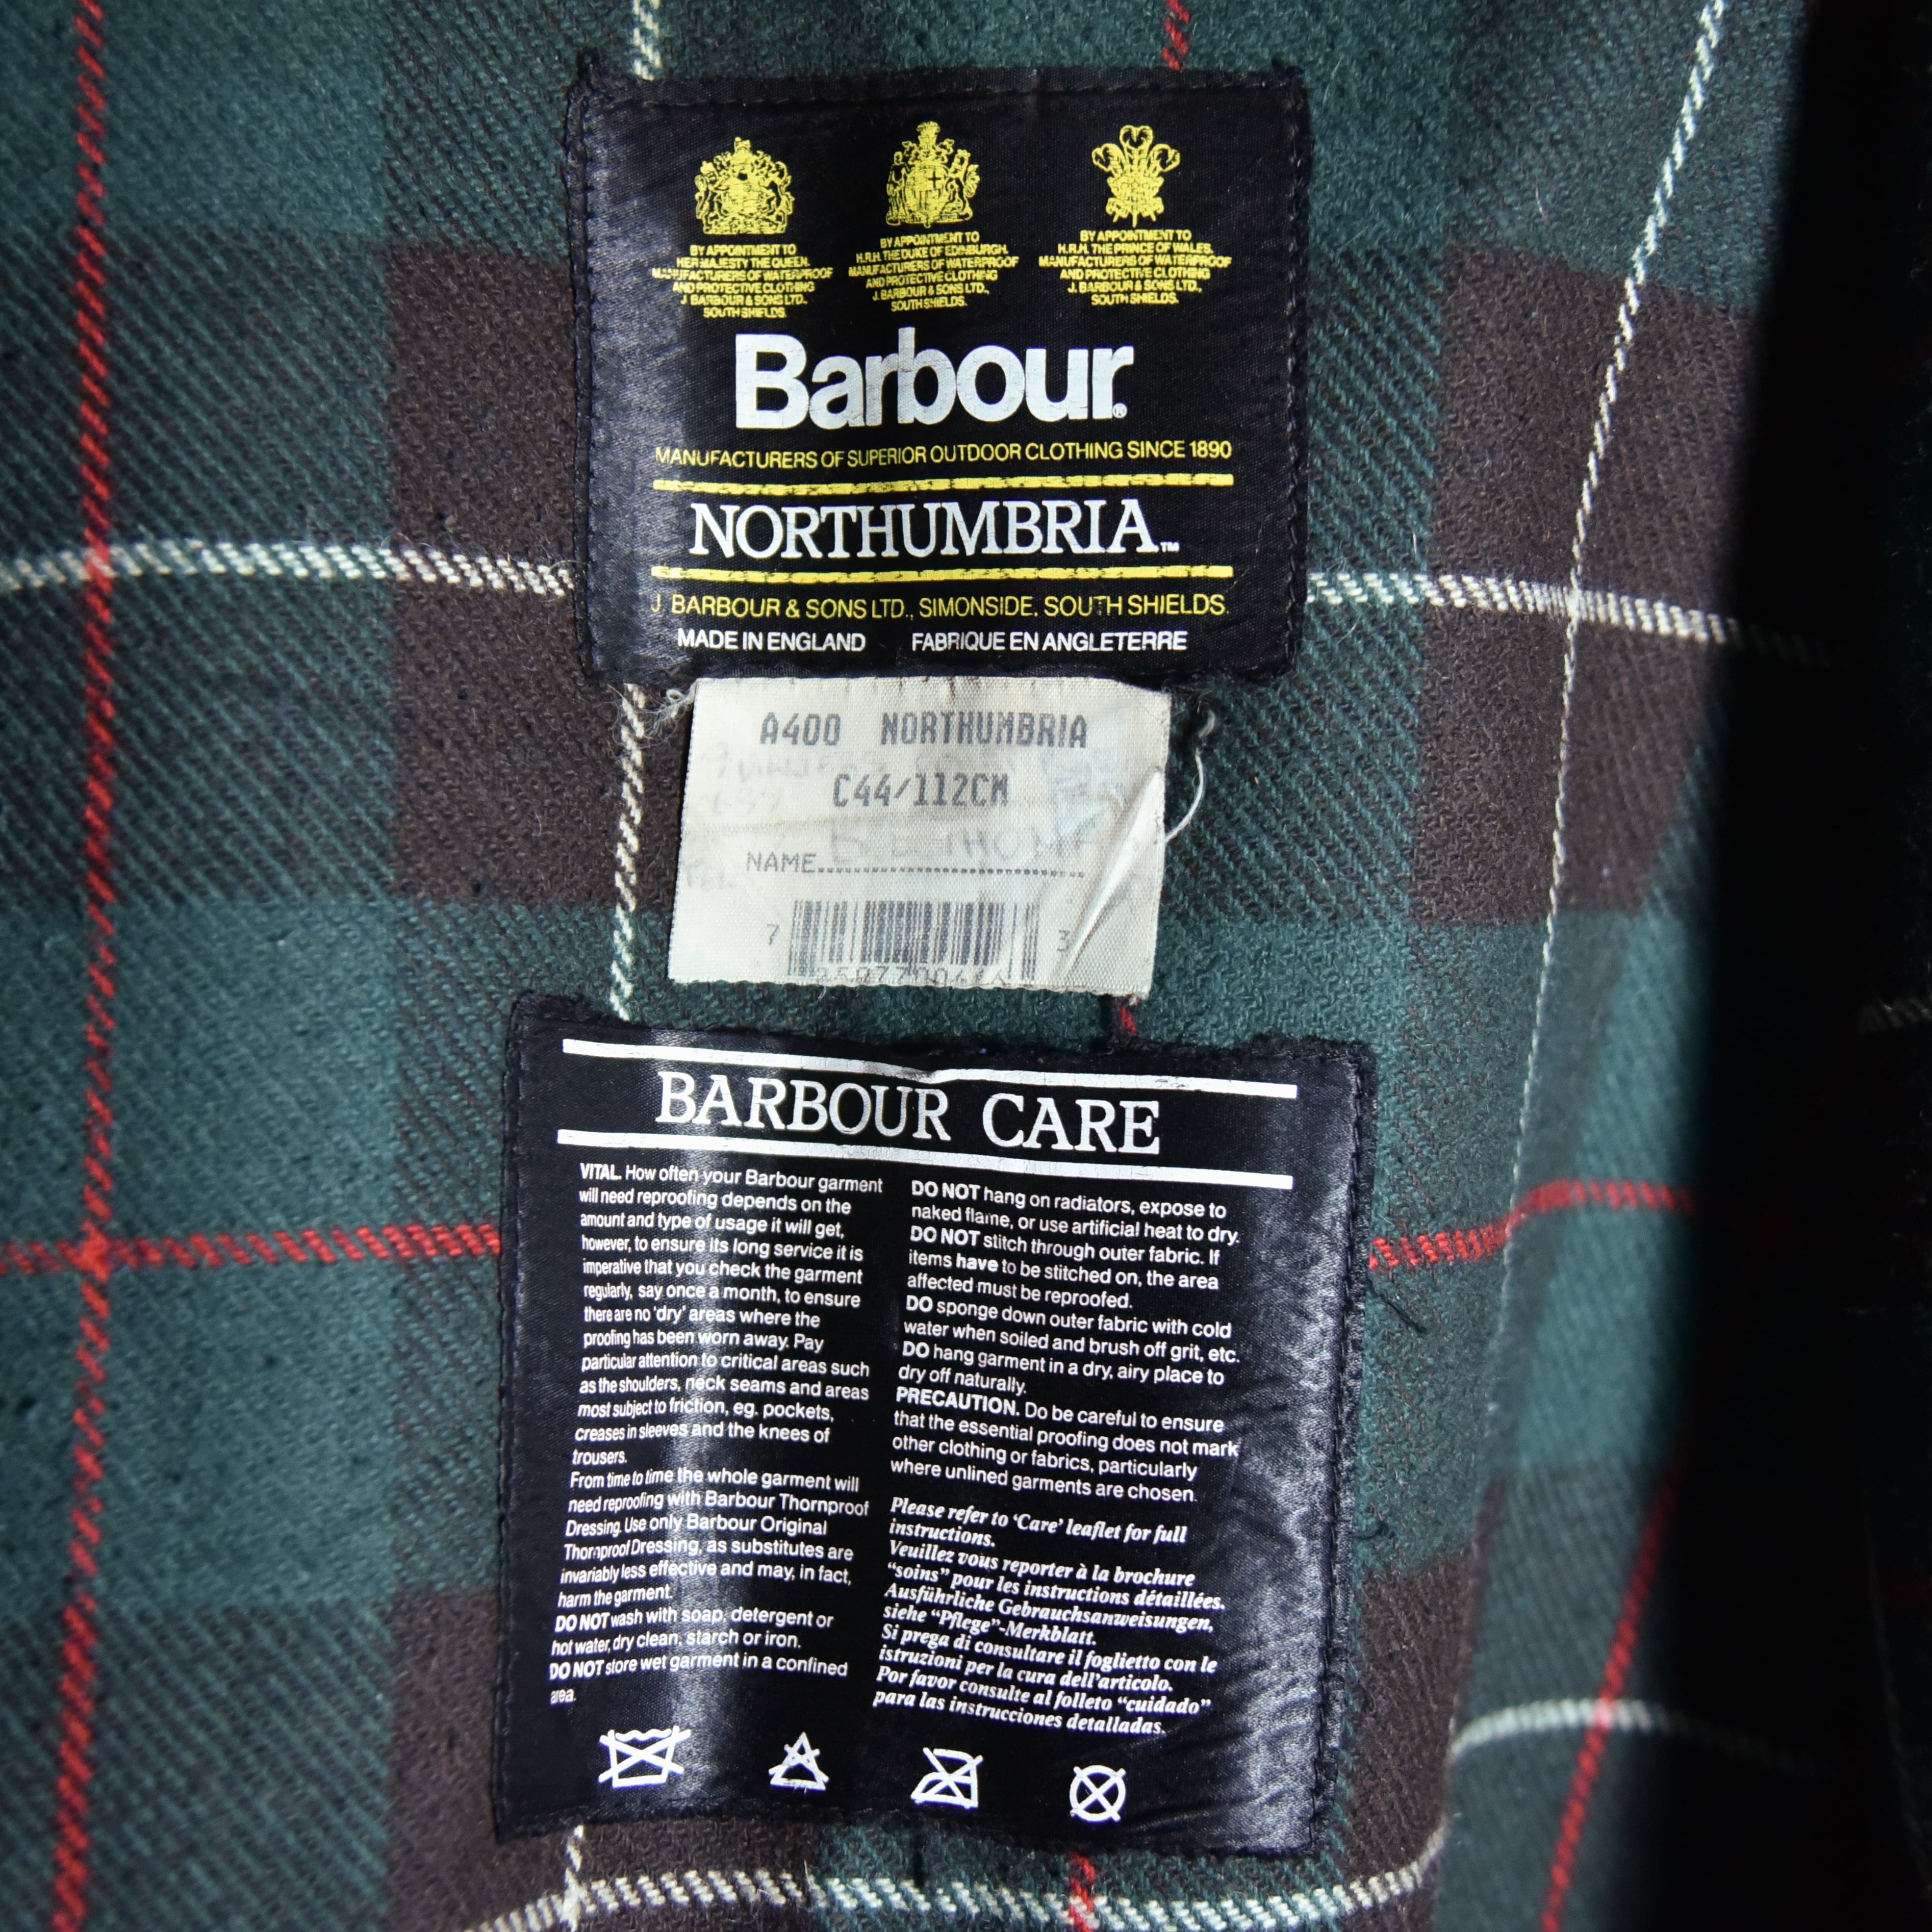 BY APPOINTMENT TO
HER MAJESTY THE QUEEN.
MANUFACTURERS OF WATERPROOF
AND PROTECTIVE CLOTHING
J. BARBOUR & SONS LTD.,
SOUTH SHIELDS.
BY APPOINTMENT TO
H.R.H. THE DUKE OF EDINBURGH.
MANUFACTURERS OF WATERPROOF
AND PROTECTIVE CLOTHING
J. BARBOUR & SONS LTD.,
SOUTH SHIELDS.
BY APPOINTMENT TO
H.R.H. THE PRINCE OF WALES.
MANUFACTURERS OF WATERPROOF
AND PROTECTIVE CLOTHING
J. BARBOUR & SONS LTD.,
SOUTH SHIELDS.
Barbour®
MANUFACTURERS OF SUPERIOR OUTDOOR CLOTHING SINCE 1890
NORTHUMBRIA™
J. BARBOUR & SONS LTD., SIMONSIDE, SOUTH SHIELDS.
MADE IN ENGLAND FABRIQUE EN ANGLETERRE
A400 NORTHUMBRIA
C44/112CM
NAME
7 3
BARBOUR CARE
VITAL. How often your Barbour garment
will need reproofing depends on the
amount and type of usage it will get,
however, to ensure its long service it is
imperative that you check the garment
regularly, say once a month, to ensure
there are no 'dry' areas where the
proofing has been worn away. Pay
particular attention to critical areas such
as the shoulders, neck seams and areas
most subject to friction, eg. pockets,
creases in sleeves and the knees of
trousers.
From time to time the whole garment will
need reproofing with Barbour Thornproof
Dressing. Use only Barbour Original
Thornproof Dressing, as substitutes are
invariably less effective and may, in fact,
harm the garment.
DO NOT wash with soap, detergent or
hot water, dry clean, starch or iron.
DO NOT store wet garment in a confined
area.
DO NOT hang on radiators, expose to
naked flame, or use artificial heat to dry.
DO NOT stitch through outer fabric. If
items have to be stitched on, the area
affected must be reproofed.
DO sponge down outer fabric with cold
water when soiled and brush off grit, etc.
DO hang garment in a dry, airy place to
dry off naturally.
PRECAUTION. Do be careful to ensure
that the essential proofing does not mark
other clothing or fabrics, particularly
where unlined garments are chosen.
Please refer to 'Care' leaflet for full
instructions.
Veuillez vous reporter à la brochure
"soins" pour les instructions détaillées.
Ausführliche Gebrauchsanweisungen,
siehe "Pflege"-Merkblatt.
Si prega di consultare il foglietto con le
istruzioni per la cura dell'articolo.
Por favor consulte al folleto "cuidado"
para las instrucciones detalladas.